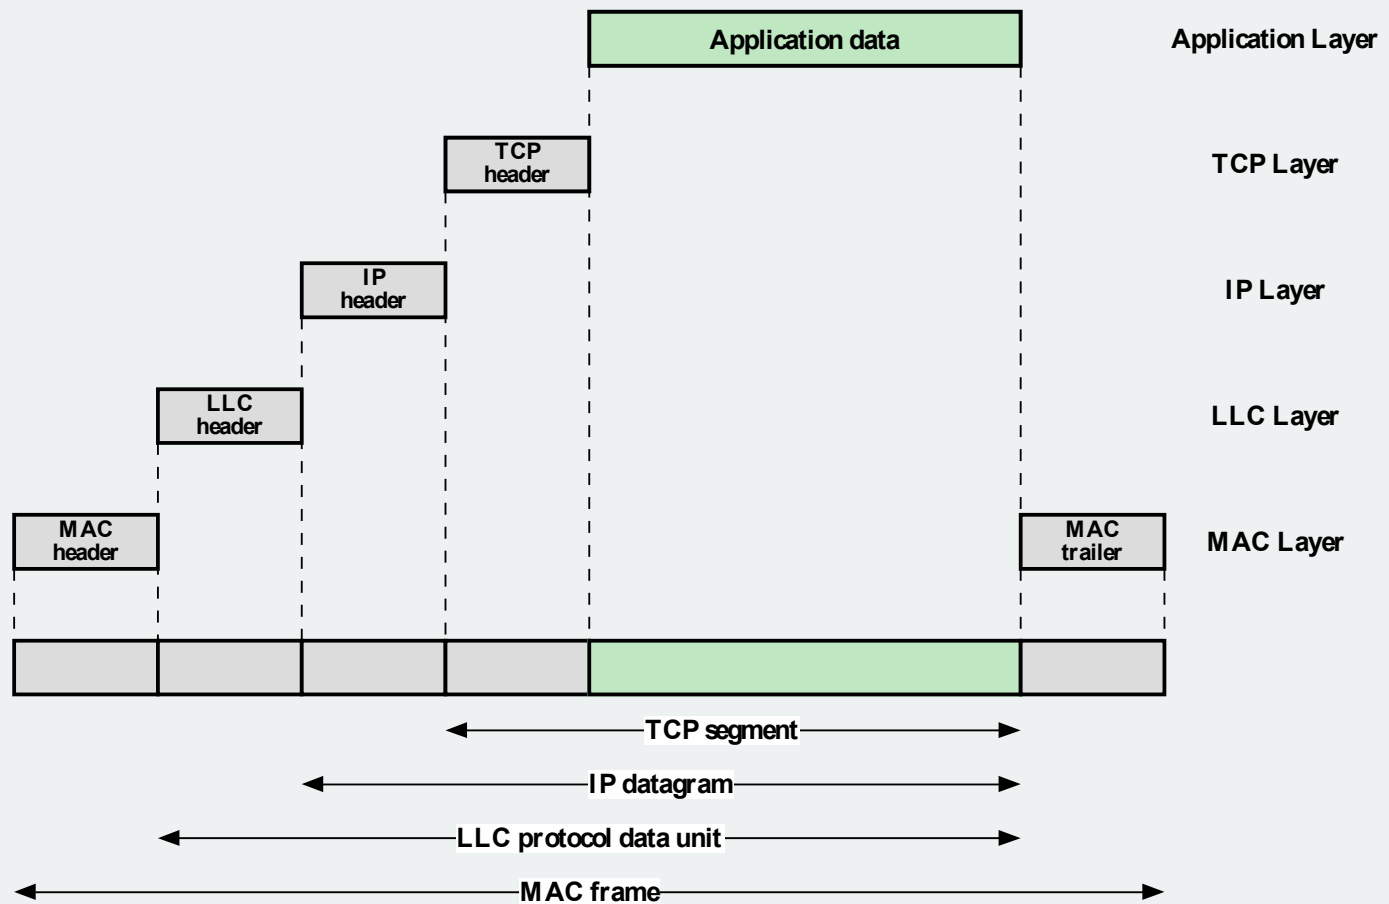 Application data
Application Layer
TCP
header
TCP Layer
IP
header
IP Layer
LLC
header
LLC Layer
MAC
header
MAC
trailer
MAC Layer
TCP segment
IP datagram
LLC protocol data unit
MAC frame